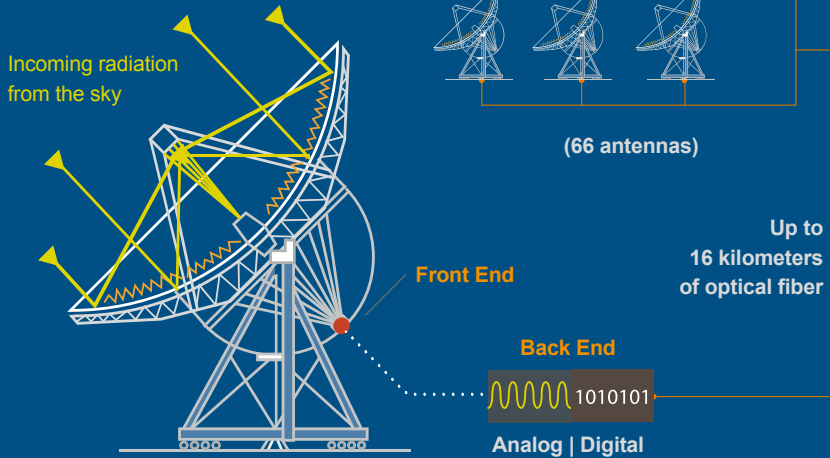 Incoming radiation
from the sky
(66 antennas)
Up to
16 kilometers
of optical fiber
Front End
Back End
1010101
Analog | Digital